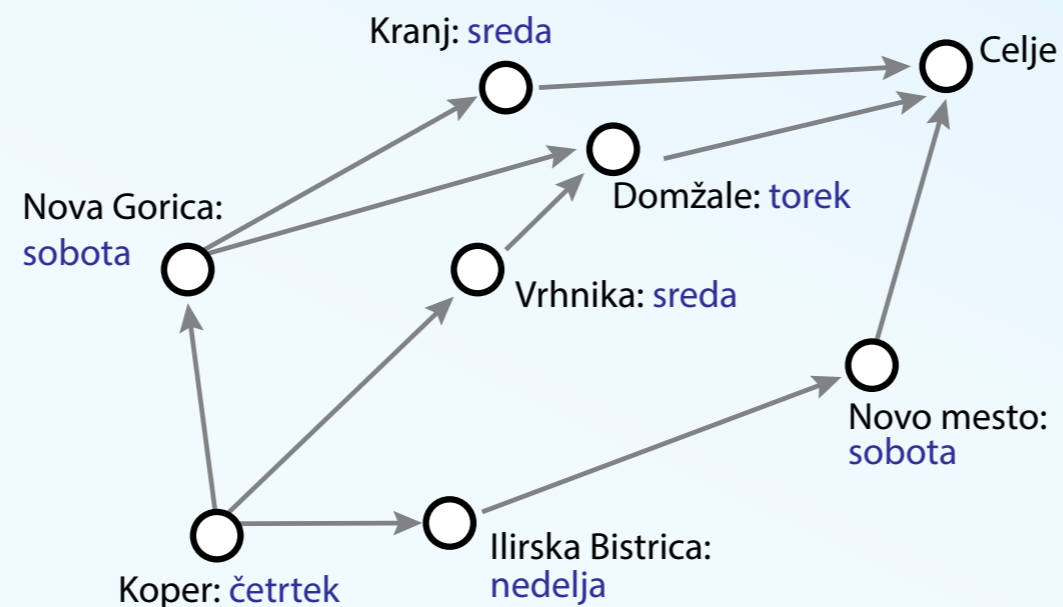 Kranj: sreda
Celje
Domžale: torek
Nova Gorica:
sobota
Vrhnika: sreda
Novo mesto:
sobota
Ilirska Bistrica:
nedelja
Koper: četrtek